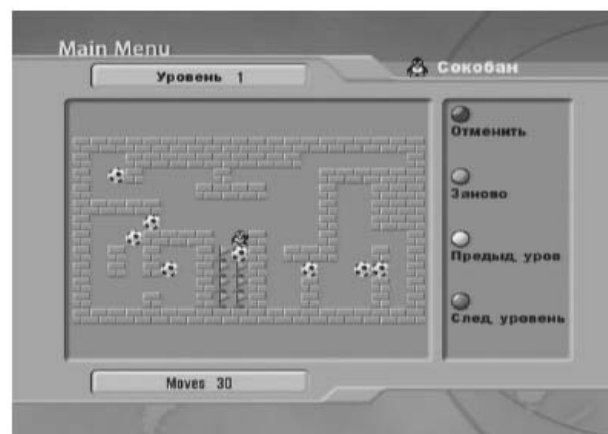 Main Menu
Сокобан
Уровень 1
Отменить
Заново
Предыд. уров
След. уровень
Moves 30